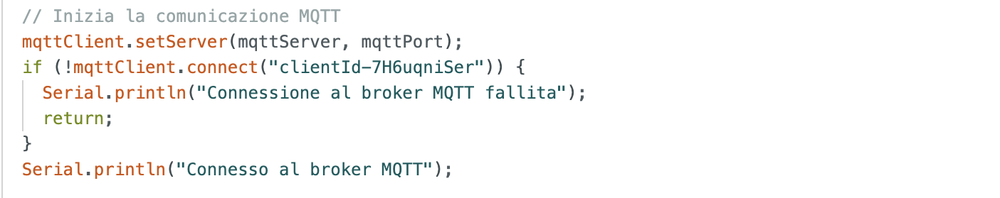 // Inizia la comunicazione MQTT
mqttClient.setServer(mqttServer, mqttPort);
if (!mqttClient.connect("clientId-7H6uqniSer")) {
  Serial.println("Connessione al broker MQTT fallita");
  return;
}
Serial.println("Connesso al broker MQTT");